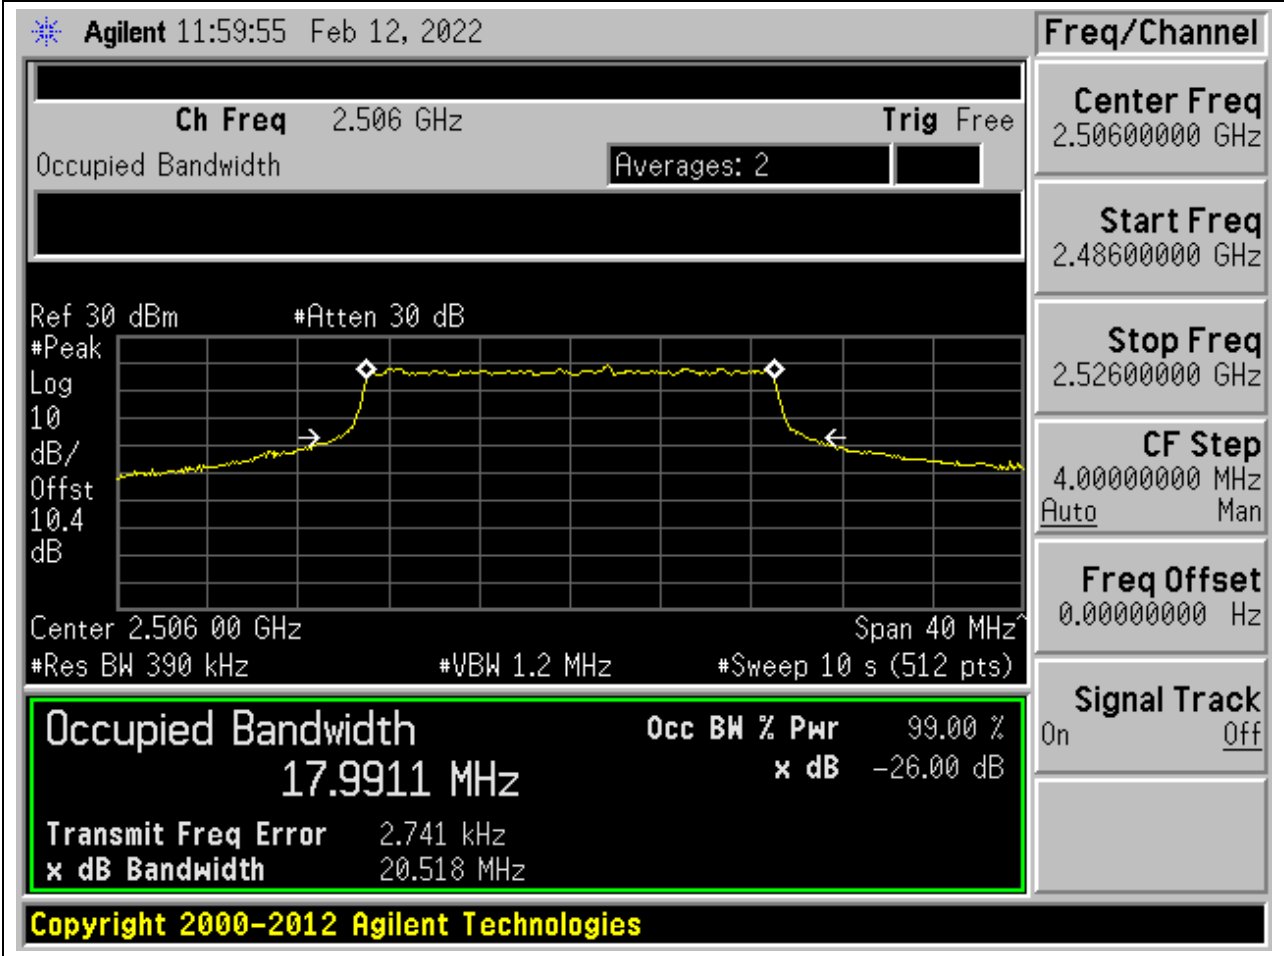 Agilent 11:59:55 Feb 12, 2022
Ch Freq 2.506 GHz Trig Free
Occupied Bandwidth Averages: 2
Ref 30 dBm #Atten 30 dB
#Peak
Log
10
dB/
Offst
10.4
dB
Center 2.506 00 GHz Span 40 MHz^
#Res BW 390 kHz #VBW 1.2 MHz #Sweep 10 s (512 pts)
Occupied Bandwidth Occ BW % Pwr 99.00 %
17.9911 MHz x dB -26.00 dB
Transmit Freq Error 2.741 kHz
x dB Bandwidth 20.518 MHz
Copyright 2000-2012 Agilent Technologies
Freq/Channel
Center Freq
2.50600000 GHz
Start Freq
2.48600000 GHz
Stop Freq
2.52600000 GHz
CF Step
4.00000000 MHz
Auto Man
Freq Offset
0.00000000 Hz
Signal Track
On Off